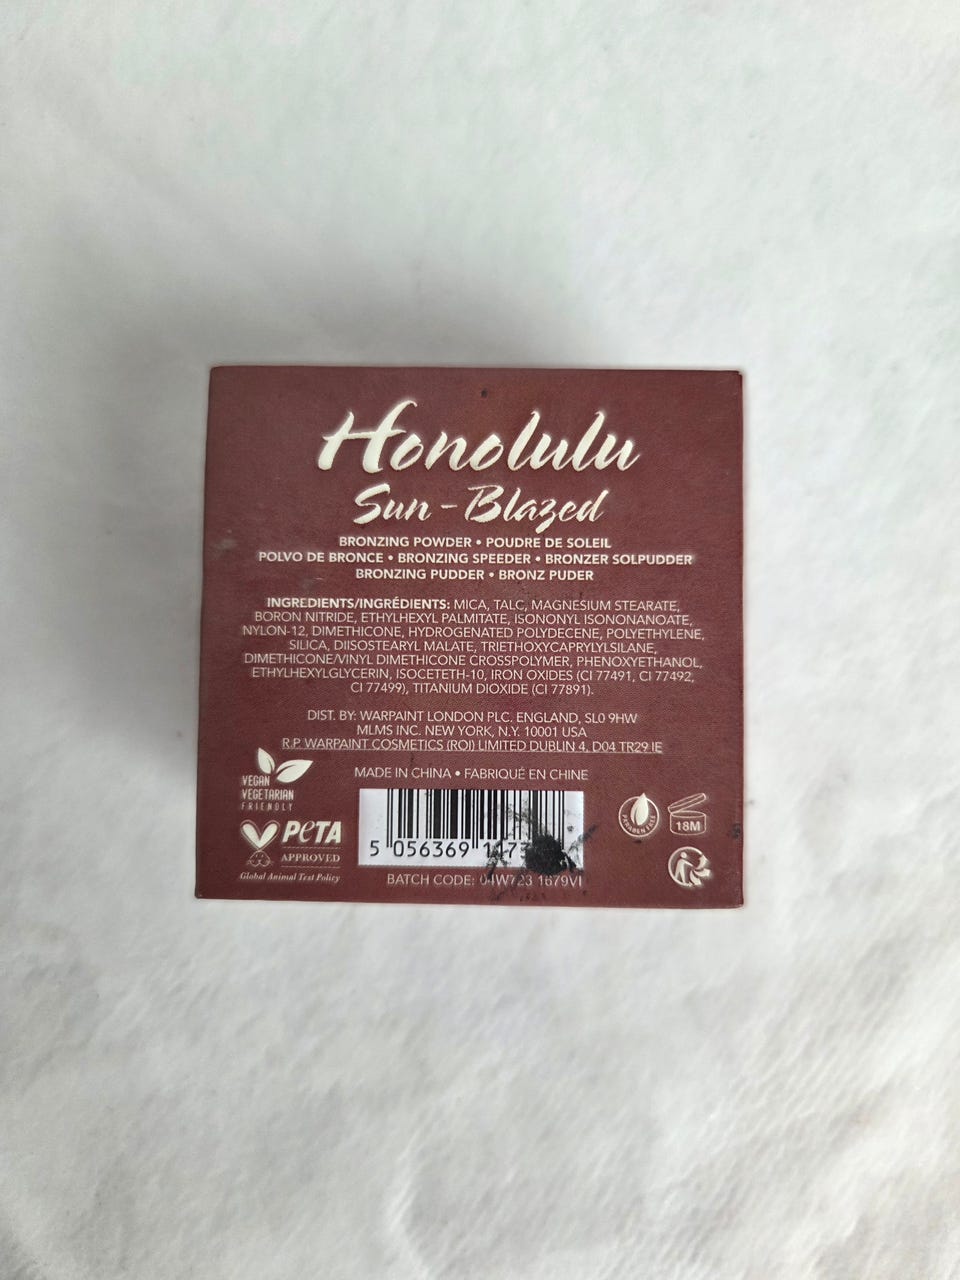 Honolulu
Sun-Blazed
BRONZING POWDER • POUDRE DE SOLEIL
POLVO DE BRONCE • BRONZING SPEEDER • BRONZER SOLPUDDER
BRONZING PUDDER • BRONZ PUDER
INGREDIENTS/INGRÉDIENTS: MICA, TALC, MAGNESIUM STEARATE,
BORON NITRIDE, ETHYLHEXYL PALMITATE, ISONONYL ISONONANOATE,
NYLON-12, DIMETHICONE, HYDROGENATED POLYDECENE, POLYETHYLENE,
SILICA, DIISOSTEARYL MALATE, TRIETHOXYCAPRYLYLSILANE,
DIMETHICONE/VINYL DIMETHICONE CROSSPOLYMER, PHENOXYETHANOL,
ETHYLHEXYLGLYCERIN, ISOCETETH-10, IRON OXIDES (CI 77491, CI 77492,
CI 77499), TITANIUM DIOXIDE (CI 77891).
DIST. BY: WARPAINT LONDON PLC. ENGLAND, SL0 9HW
MLMS INC. NEW YORK, N.Y. 10001 USA
R.P. WARPAINT COSMETICS (ROI) LIMITED DUBLIN 4, D04 TR29 IE
MADE IN CHINA • FABRIQUÉ EN CHINE
VEGAN
VEGETARIAN
FRIENDLY
PeTA
APPROVED
Global Animal Test Policy
5 056369
BATCH CODE: 1679VI
PARABEN FREE
18M